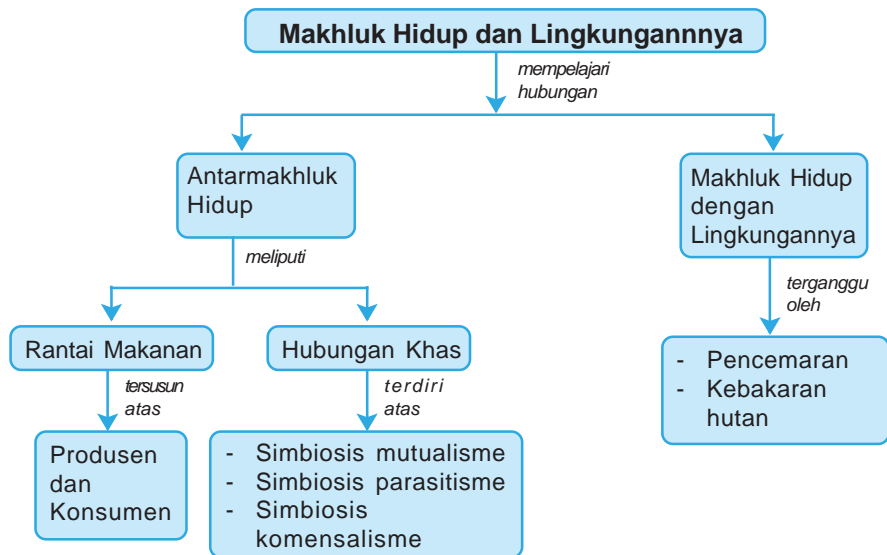 Makhluk Hidup dan Lingkungannnya
mempelajari
hubungan
Antarmakhluk
Hidup
Makhluk Hidup
dengan
Lingkungannya
meliputi
terganggu
oleh
Rantai Makanan
Hubungan Khas
tersusun
atas
terdiri
atas
- Pencemaran
- Kebakaran
hutan
Produsen
dan
Konsumen
- Simbiosis mutualisme
- Simbiosis parasitisme
- Simbiosis
komensalisme